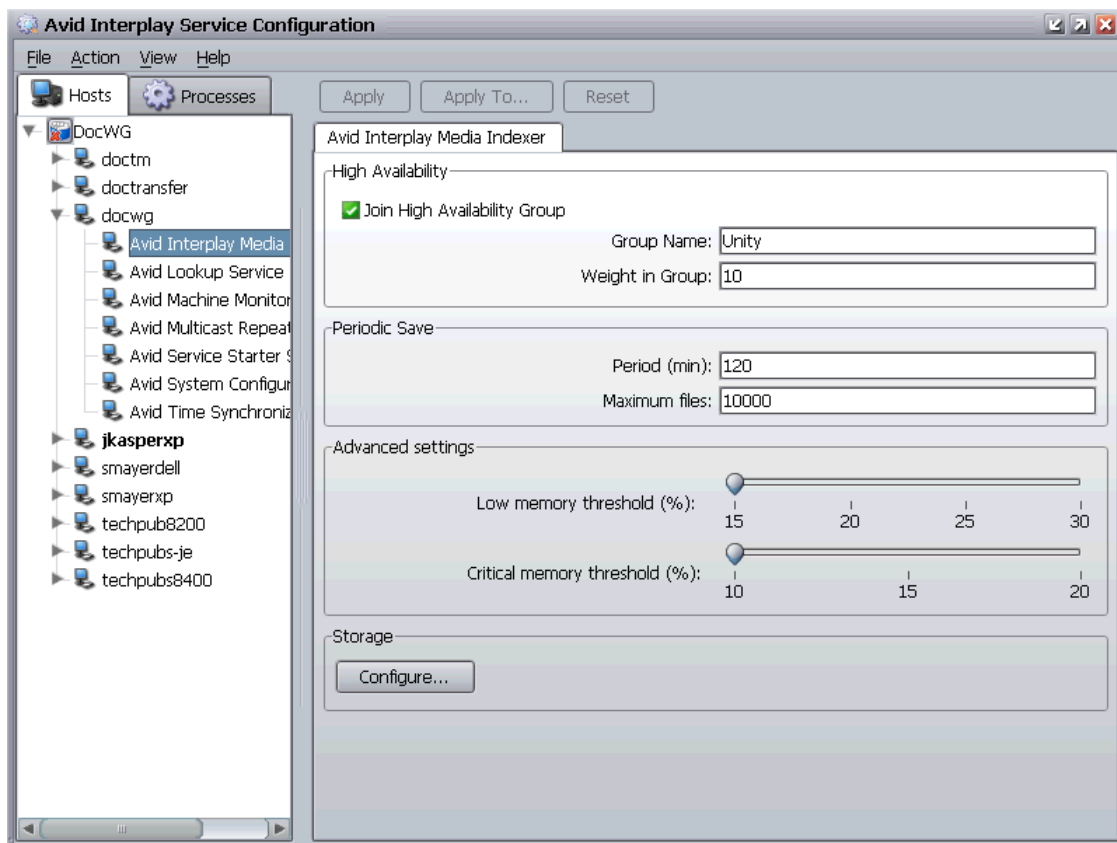 Avid Interplay Service Configuration
File Action View Help
Hosts Processes
Apply Apply To... Reset
DocWG
doctm
doctransfer
docwg
Avid Interplay Media
Avid Lookup Service
Avid Machine Monitor
Avid Multicast Repeat
Avid Service Starter S
Avid System Configur
Avid Time Synchroniz
jkasperxp
smayerdell
smayerxp
techpub8200
techpubs-je
techpubs8400
Avid Interplay Media Indexer
High Availability
Join High Availability Group
Group Name: Unity
Weight in Group: 10
Periodic Save
Period (min): 120
Maximum files: 10000
Advanced settings
Low memory threshold (%):
15 20 25 30
Critical memory threshold (%):
10 15 20
Storage
Configure...